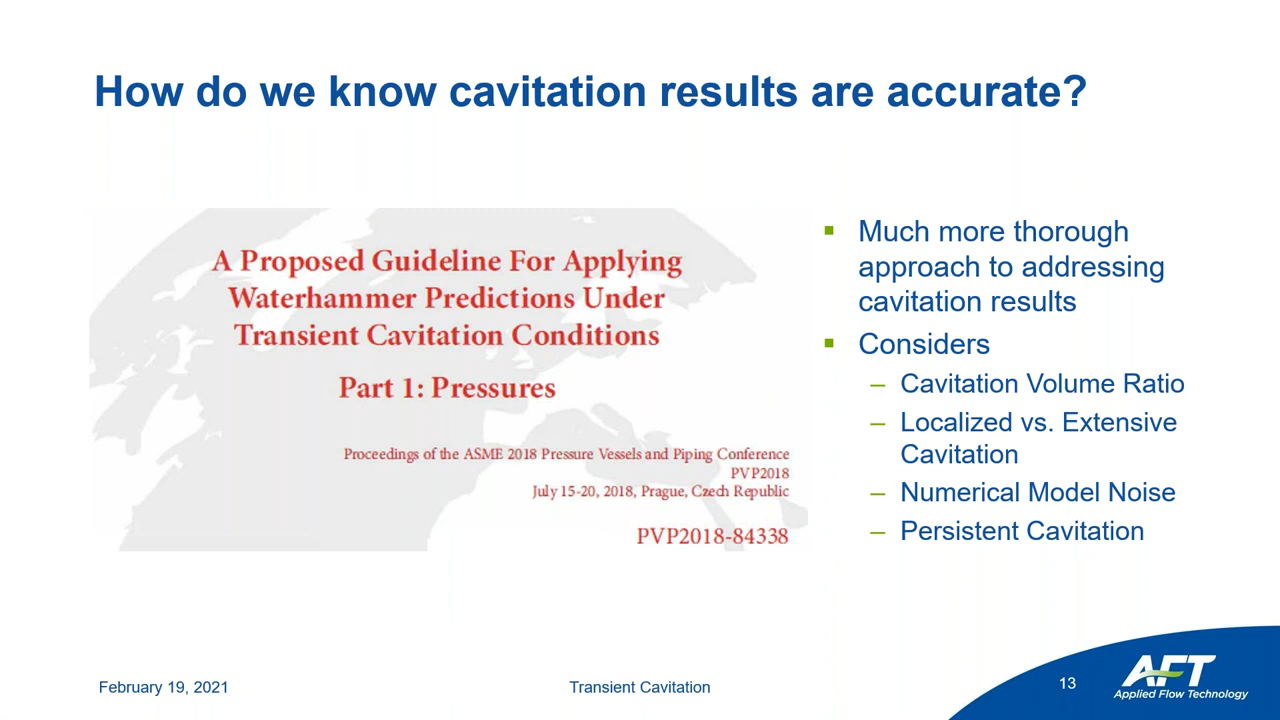 How do we know cavitation results are accurate?
A Proposed Guideline For Applying
Waterhammer Predictions Under
Transient Cavitation Conditions
Part 1: Pressures
Proceedings of the ASME 2018 Pressure Vessels and Piping Conference
PVP2018
July 15-20, 2018, Prague, Czech Republic
PVP2018-84338
▪ Much more thorough
approach to addressing
cavitation results
▪ Considers
– Cavitation Volume Ratio
– Localized vs. Extensive
Cavitation
– Numerical Model Noise
– Persistent Cavitation
February 19, 2021
Transient Cavitation
13
AFT
Applied Flow Technology